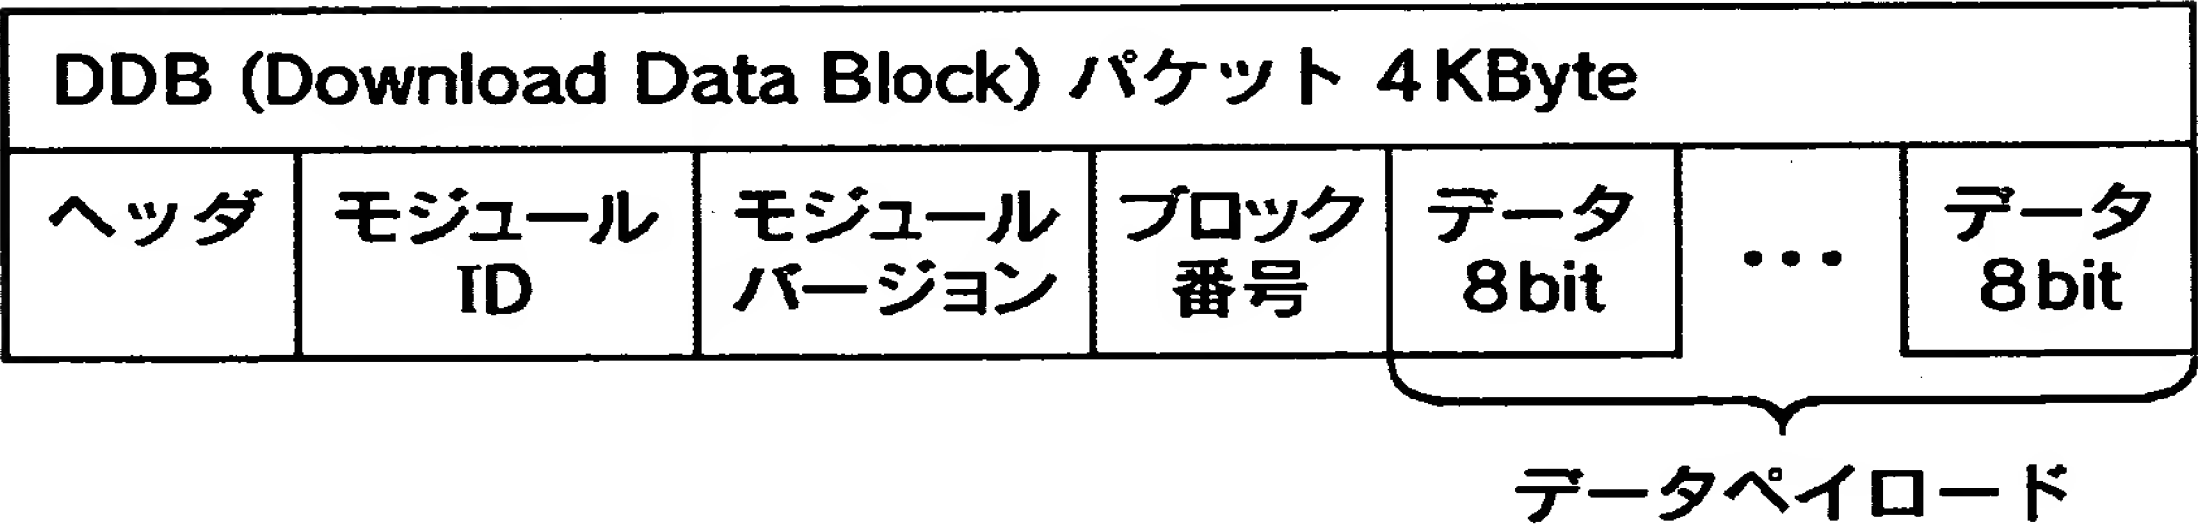 DDB (Download Data Block) パケット 4KByte
ヘッダ
モジュール
ID
モジュール
バージョン
ブロック
番号
データ
8bit
•••
データ
8bit
データペイロード